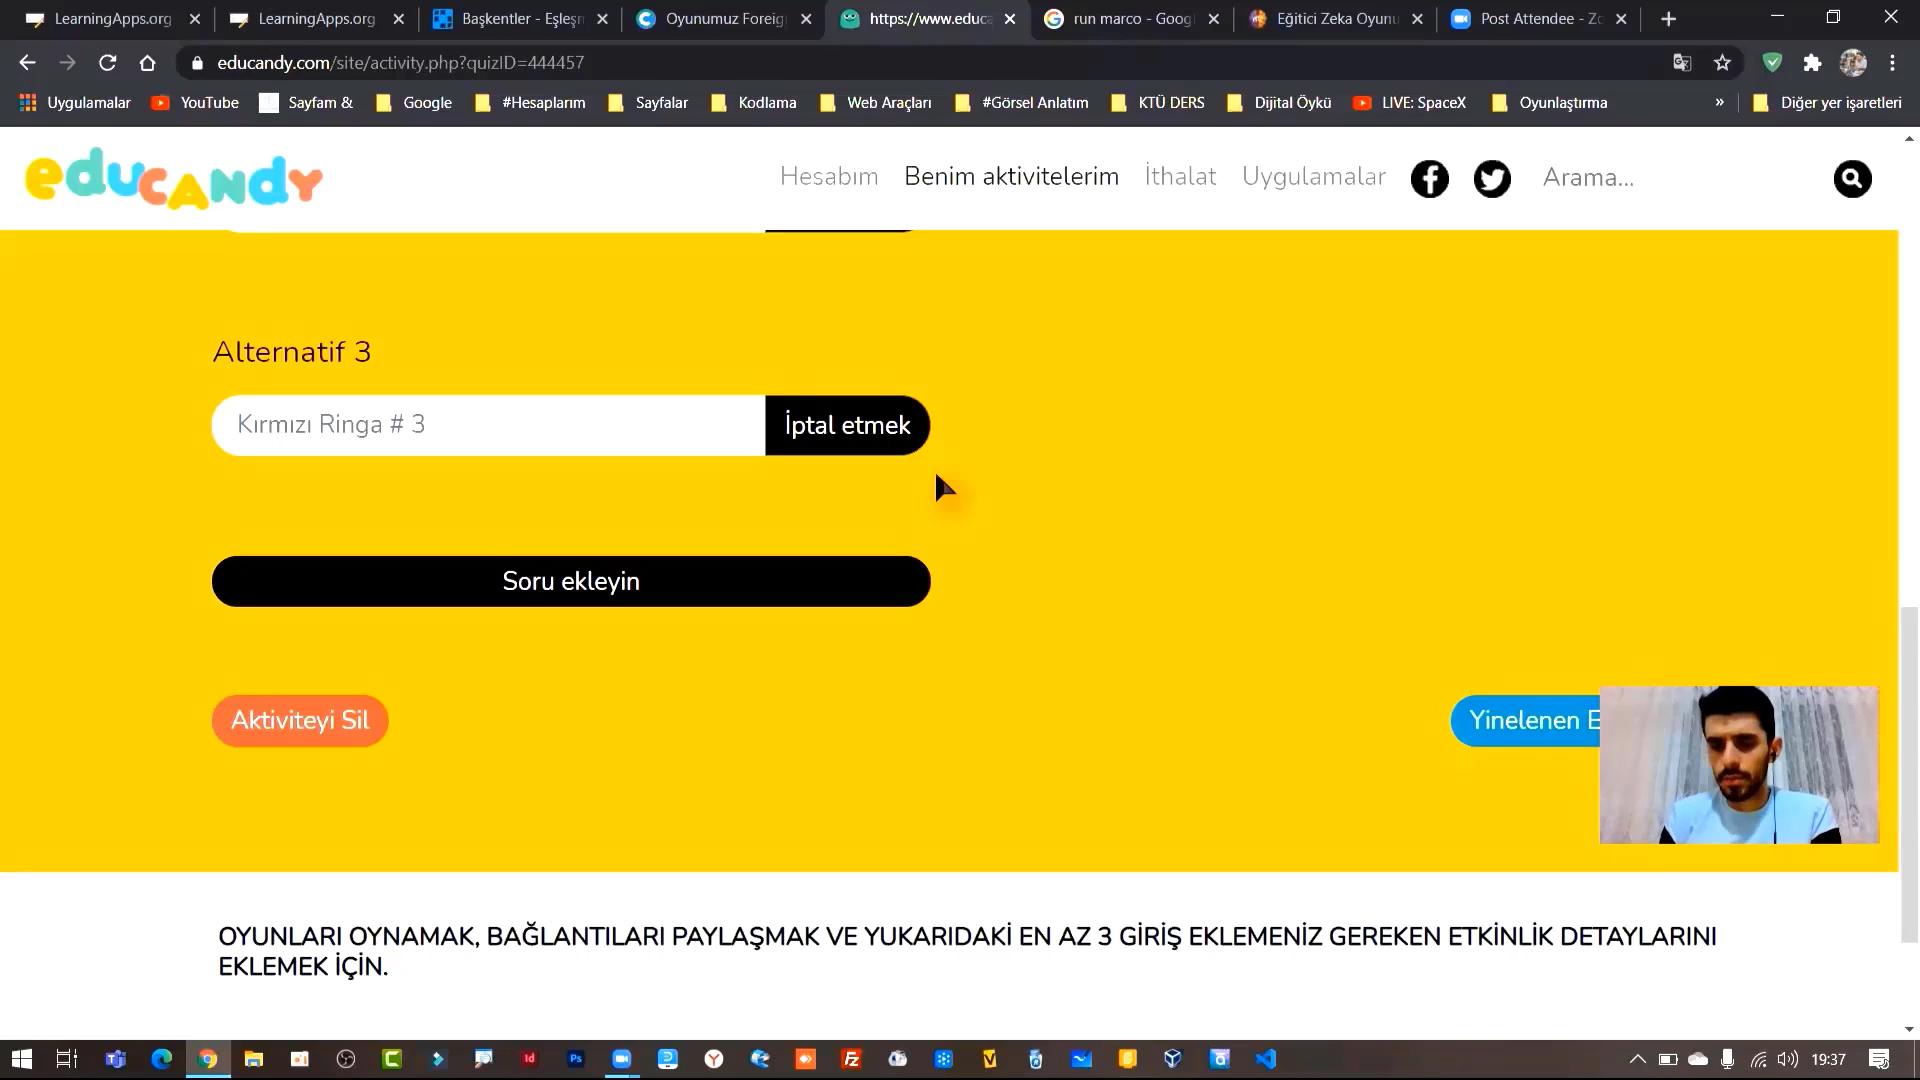 LearningApps.org
LearningApps.org
Başkentler - Eşleşm
Oyunumuz Foreig
https://www.educa
run marco - Goog
Eğitici Zeka Oyunu
Post Attendee - Zo
educandy.com/site/activity.php?quizID=444457
Uygulamalar
YouTube
Sayfam &
Google
#Hesaplarım
Sayfalar
Kodlama
Web Araçları
#Görsel Anlatım
KTÜ DERS
Dijital Öykü
LIVE: SpaceX
Oyunlaştırma
»
Diğer yer işaretleri
educandy
Hesabım
Benim aktivitelerim
İthalat
Uygulamalar
Arama...
Alternatif 3
Kırmızı Ringa # 3
İptal etmek
Soru ekleyin
Aktiviteyi Sil
Yinelenen E
OYUNLARI OYNAMAK, BAĞLANTILARI PAYLAŞMAK VE YUKARIDAKİ EN AZ 3 GİRİŞ EKLEMENİZ GEREKEN ETKİNLİK DETAYLARINI
EKLEMEK İÇİN.
19:37